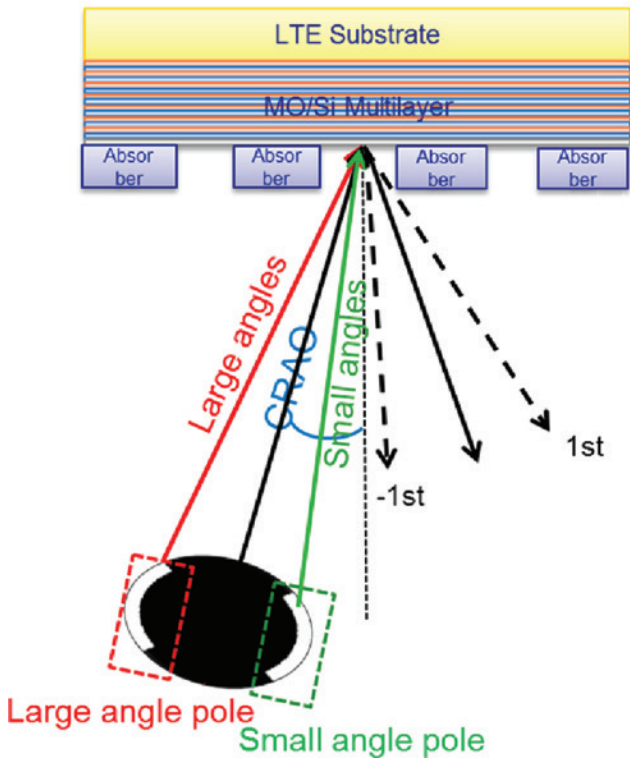 LTE Substrate
MO/Si Multilayer
Absor
ber
Absor
ber
Absor
ber
Absor
ber
Large angles
CRAO
Small angles
1st
-1st
Large angle pole
Small angle pole